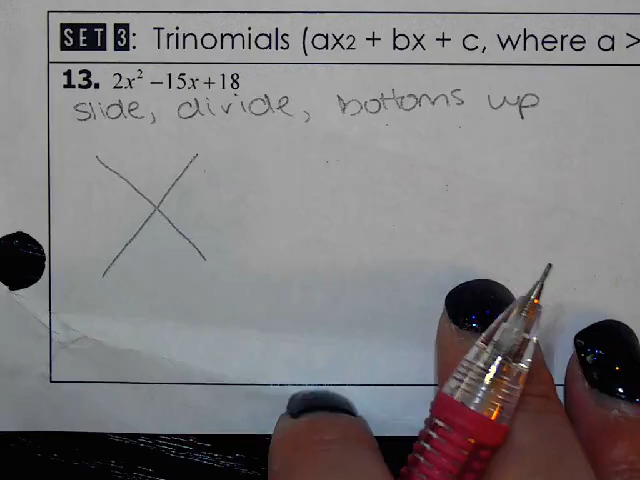 SET 3: Trinomials (ax2 + bx + c, where a >
13. 2x² −15x+18
slide, divide, bottoms up